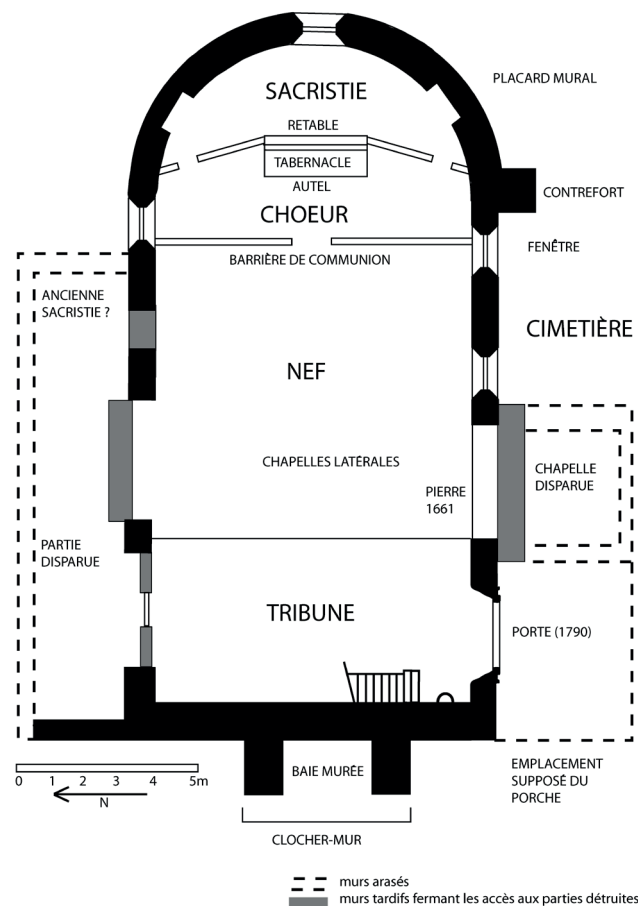 SACRISTIE
PLACARD MURAL
RETABLE
TABERNACLE
AUTEL
CONTREFORT
CHOEUR
FENÊTRE
BARRIÈRE DE COMMUNION
ANCIENNE
SACRISTIE ?
CIMETIÈRE
NEF
CHAPELLES LATÉRALES
CHAPELLE
DISPARUE
PIERRE
1661
PARTIE
DISPARUE
TRIBUNE
PORTE (1790)
BAIE MURÉE
EMPLACEMENT
SUPPOSÉ DU
PORCHE
0 1 2 3 4 5m
N
CLOCHER-MUR
murs arasés
murs tardifs fermant les accès aux parties détruites